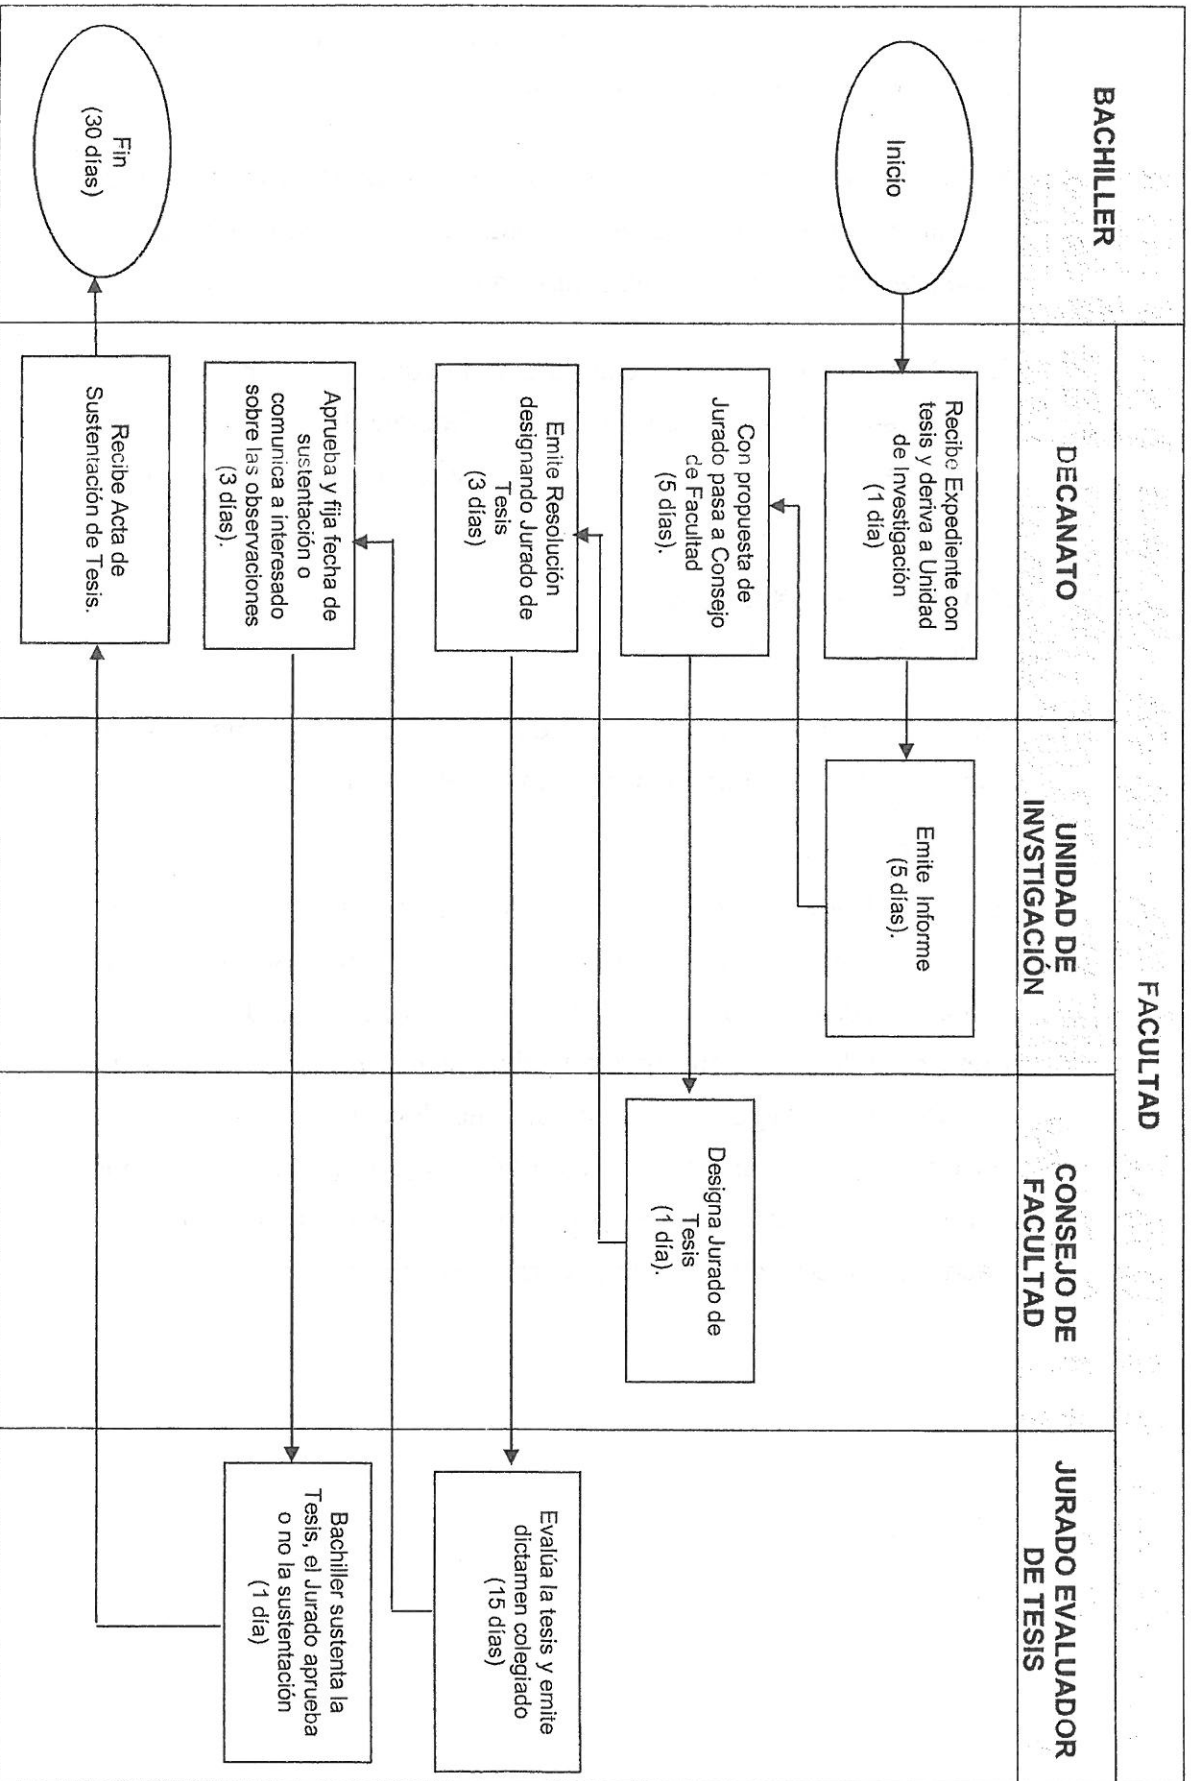 BACHILLER
FACULTAD
DECANATO
UNIDAD DE
INVSTIGACIÓN
CONSEJO DE
FACULTAD
JURADO EVALUADOR
DE TESIS
Inicio
Recibe Expediente con
tesis y deriva a Unidad
de Investigación
(1 día)
Emite Informe
(5 días).
Con propuesta de
Jurado pasa a Consejo
de Facultad
(5 días).
Designa Jurado de
Tesis
(1 día).
Emite Resolución
designando Jurado de
Tesis
(3 días)
Evalúa la tesis y emite
dictamen colegiado
(15 días)
Aprueba y fija fecha de
sustentación o
comunica a interesado
sobre las observaciones
(3 días).
Bachiller sustenta la
Tesis, el Jurado aprueba
o no la sustentación
(1 día)
Recibe Acta de
Sustentación de Tesis.
Fin
(30 días)